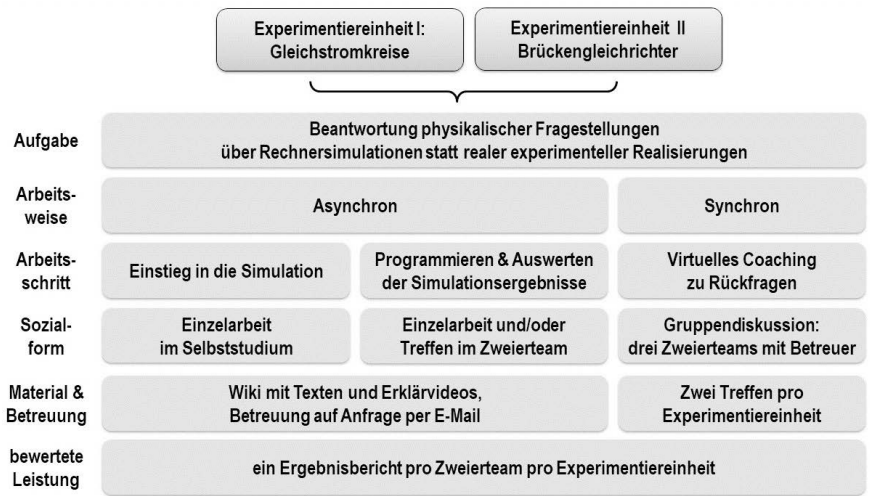 Experimentiereinheit I:
Gleichstromkreise
Experimentiereinheit II
Brückengleichrichter
Aufgabe
Beantwortung physikalischer Fragestellungen
über Rechnersimulationen statt realer experimenteller Realisierungen
Arbeits-
weise
Asynchron
Synchron
Arbeits-
schritt
Einstieg in die Simulation
Programmieren & Auswerten
der Simulationsergebnisse
Virtuelles Coaching
zu Rückfragen
Sozial-
form
Einzelarbeit
im Selbststudium
Einzelarbeit und/oder
Treffen im Zweierteam
Gruppendiskussion:
drei Zweierteams mit Betreuer
Material &
Betreuung
Wiki mit Texten und Erklärvideos,
Betreuung auf Anfrage per E-Mail
Zwei Treffen pro
Experimentiereinheit
bewertete
Leistung
ein Ergebnisbericht pro Zweierteam pro Experimentiereinheit